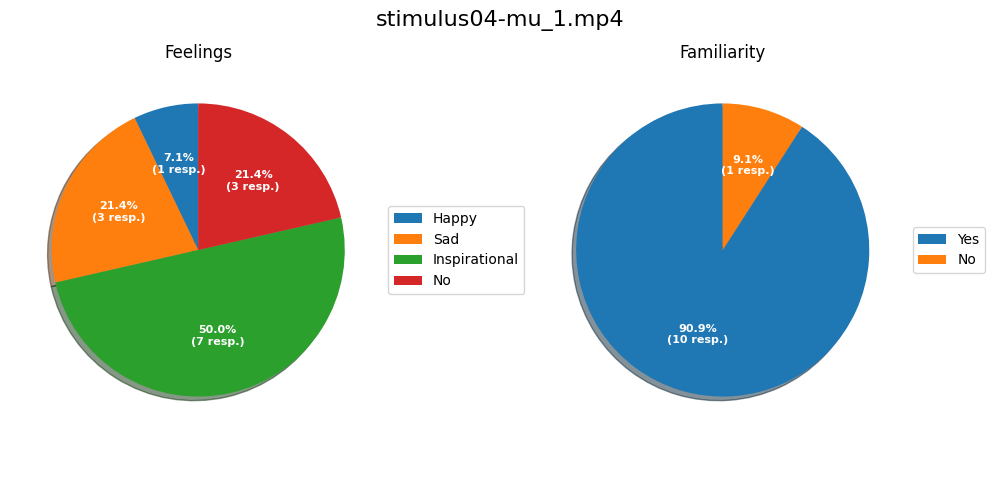 stimulus04-mu_1.mp4
Feelings
7.1%
(1 resp.)
21.4%
(3 resp.)
21.4%
(3 resp.)
50.0%
(7 resp.)
Happy
Sad
Inspirational
No
Familiarity
9.1%
(1 resp.)
90.9%
(10 resp.)
Yes
No